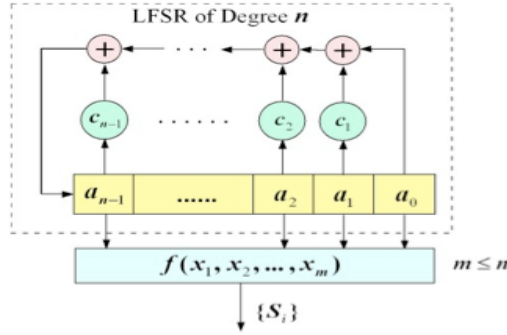 LFSR of Degree n
+ . . . + +
c_{n-1} . . . . . . c_2 c_1
a_{n-1} ...... a_2 a_1 a_0
f(x_1, x_2, ..., x_m) m ≤ n
{S_i}